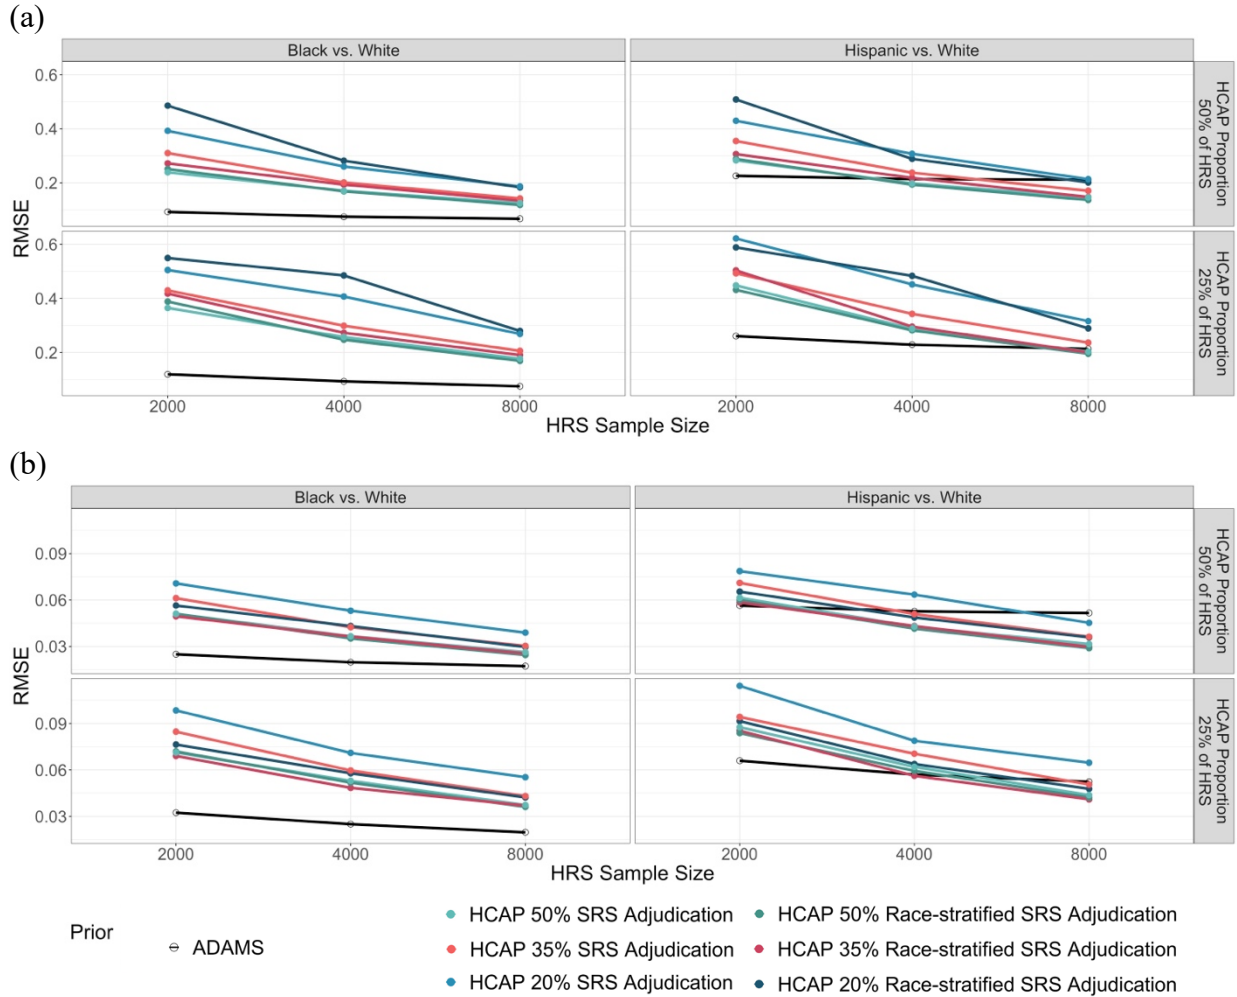 (a)
Black vs. White
Hispanic vs. White
0.6
0.4
0.2
HCAP Proportion
50% of HRS
RMSE
0.6
0.4
0.2
HCAP Proportion
25% of HRS
2000
4000
8000
2000
4000
8000
HRS Sample Size
(b)
Black vs. White
Hispanic vs. White
0.09
0.06
0.03
HCAP Proportion
50% of HRS
RMSE
0.09
0.06
0.03
HCAP Proportion
25% of HRS
2000
4000
8000
2000
4000
8000
HRS Sample Size
Prior
ADAMS
HCAP 50% SRS Adjudication
HCAP 35% SRS Adjudication
HCAP 20% SRS Adjudication
HCAP 50% Race-stratified SRS Adjudication
HCAP 35% Race-stratified SRS Adjudication
HCAP 20% Race-stratified SRS Adjudication